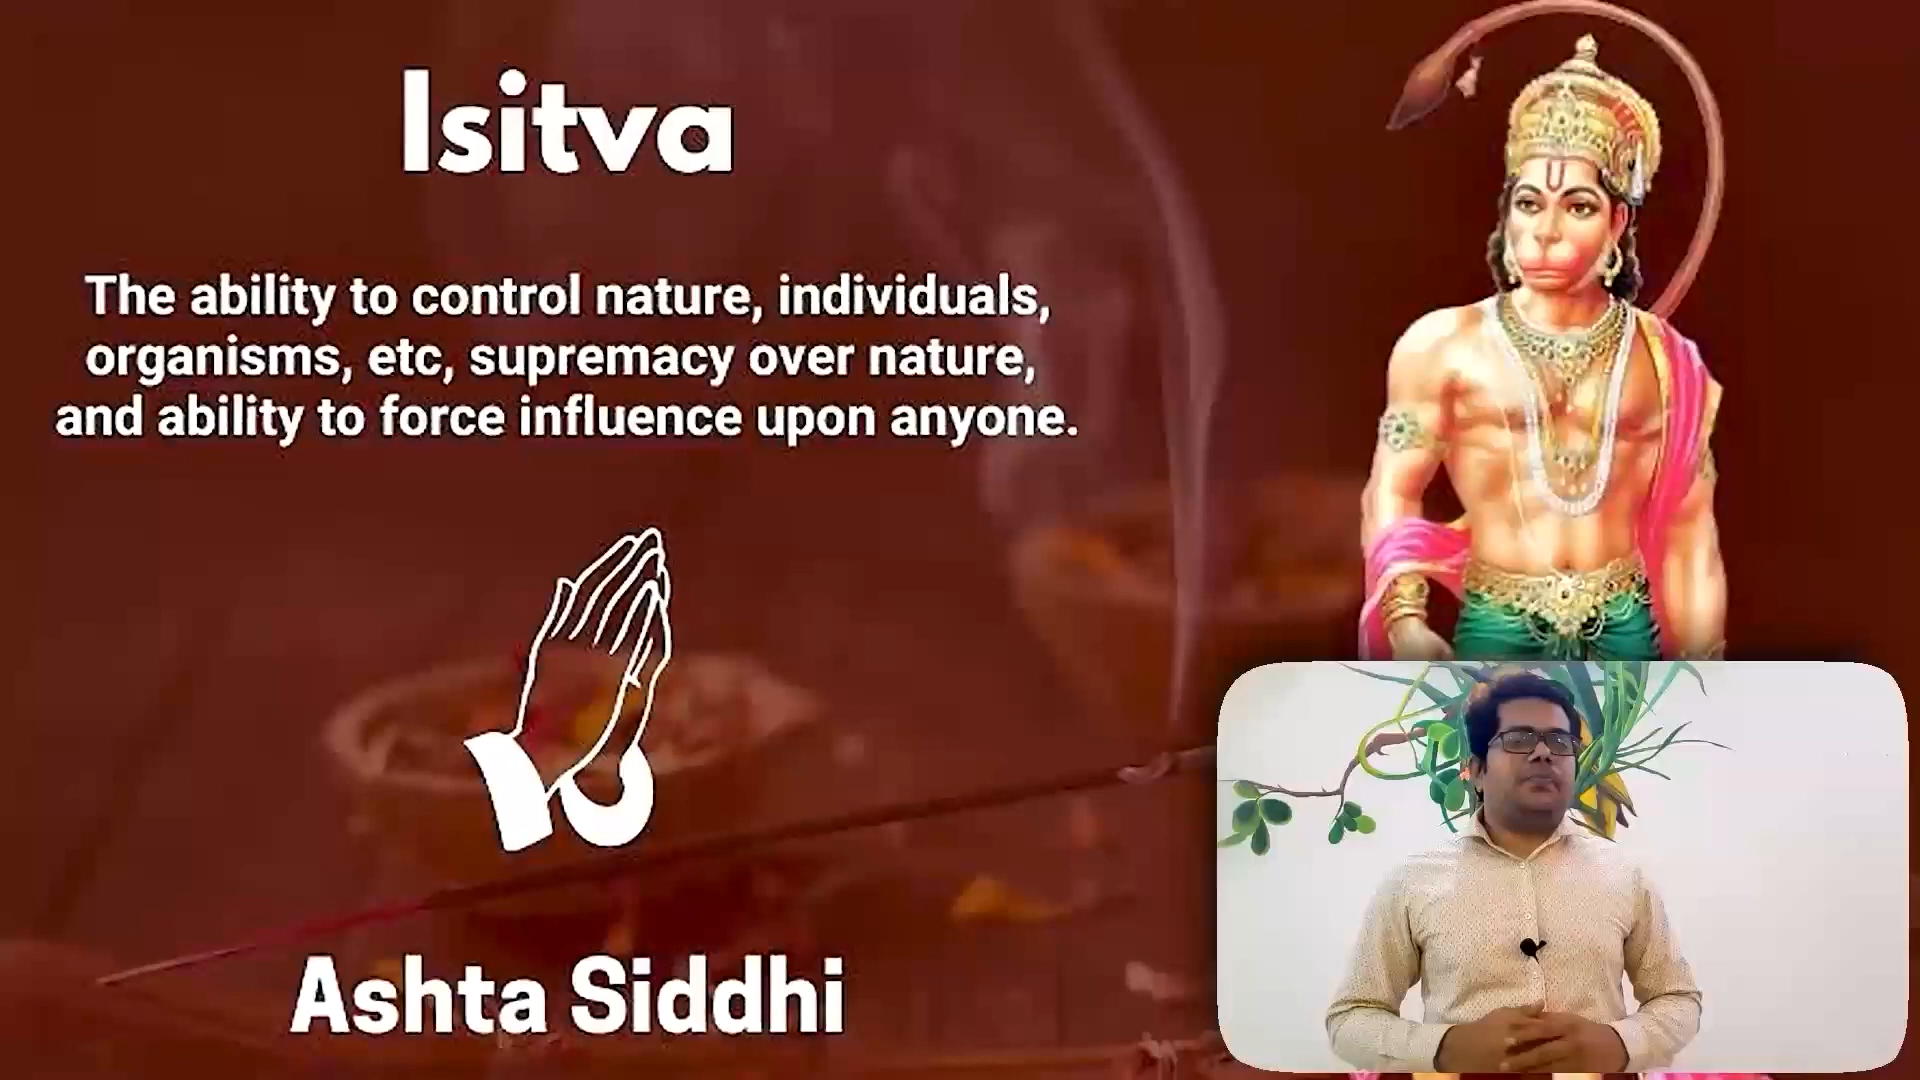 Isitva
The ability to control nature, individuals,
organisms, etc, supremacy over nature,
and ability to force influence upon anyone.
Ashta Siddhi